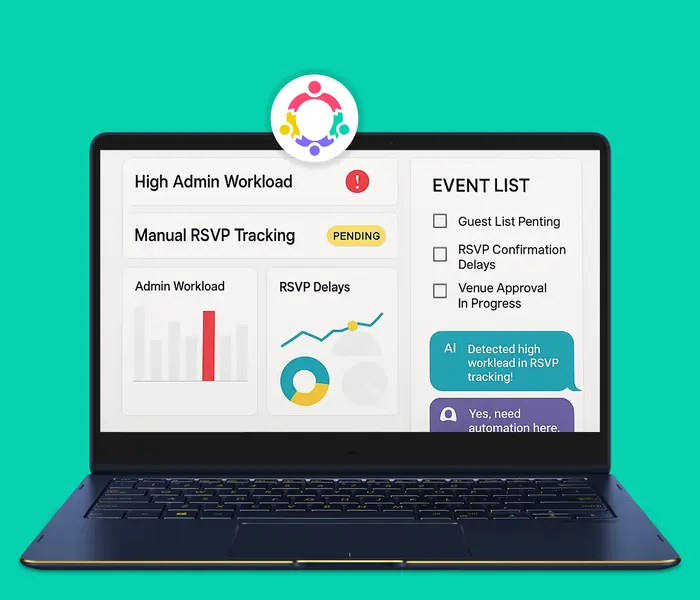 High Admin Workload
!
Manual RSVP Tracking
PENDING
Admin Workload
RSVP Delays
EVENT LIST
Guest List Penting
RSVP Confirmation
Delays
Venue Approval
In Progress
AI Detected high
worklead in RSVP
tracking!
Yes, need
automation here.